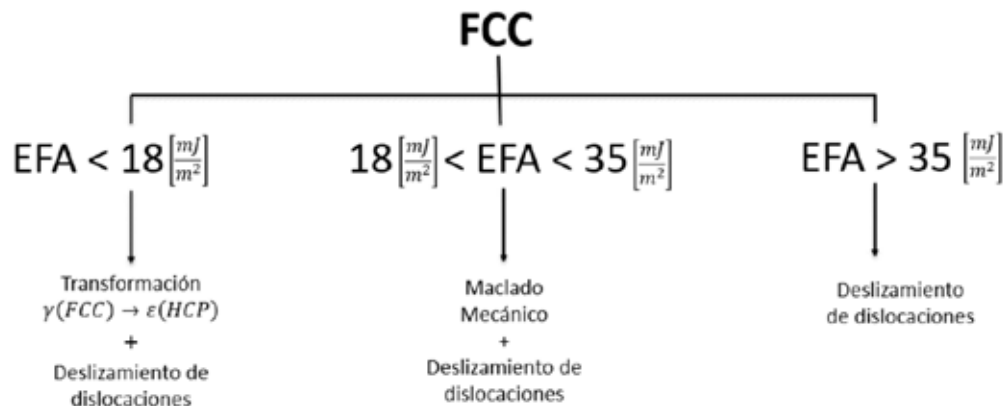 FCC
EFA < 18 [mJ/m²]
18 [mJ/m²] < EFA < 35 [mJ/m²]
EFA > 35 [mJ/m²]
Transformación
γ(FCC) → ε(HCP)
+
Deslizamiento de
dislocaciones
Maclado
Mecánico
+
Deslizamiento de
dislocaciones
Deslizamiento
de dislocaciones